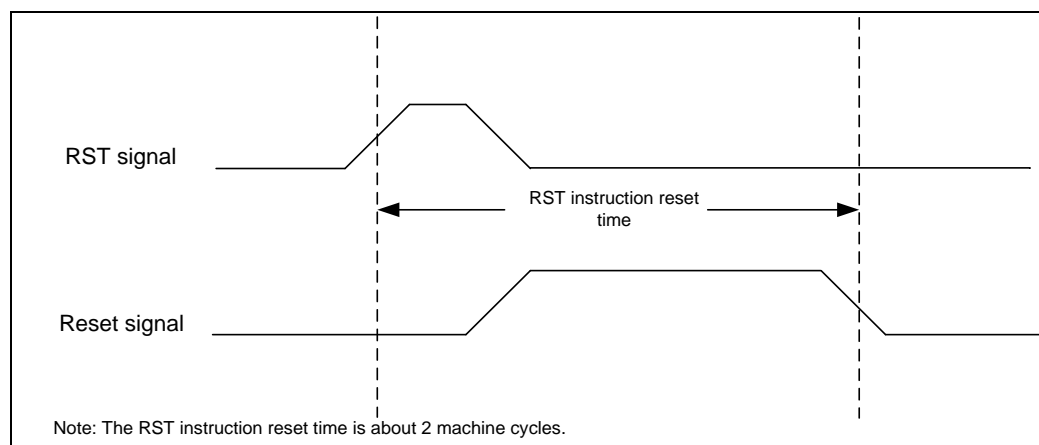 RST signal
RST instruction reset
time
Reset signal
Note: The RST instruction reset time is about 2 machine cycles.